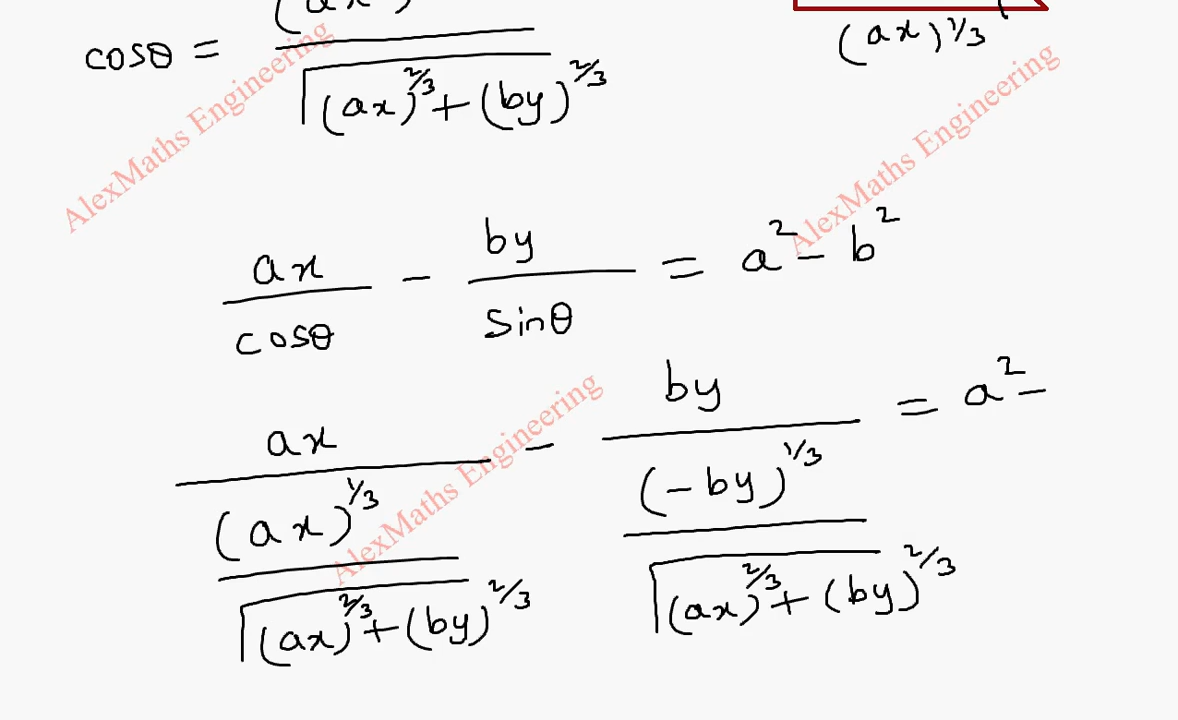 (ax)
cosθ = ―――
√(ax)^2/3 + (by)^2/3
(ax)^1/3
AlexMaths Engineering
AlexMaths Engineering
ax/cosθ - by/sinθ = a² - b²
ax/((ax)^1/3/√(ax)^2/3 + (by)^2/3) - by/((-by)^1/3/√(ax)^2/3 + (by)^2/3) = a² -
AlexMaths Engineering